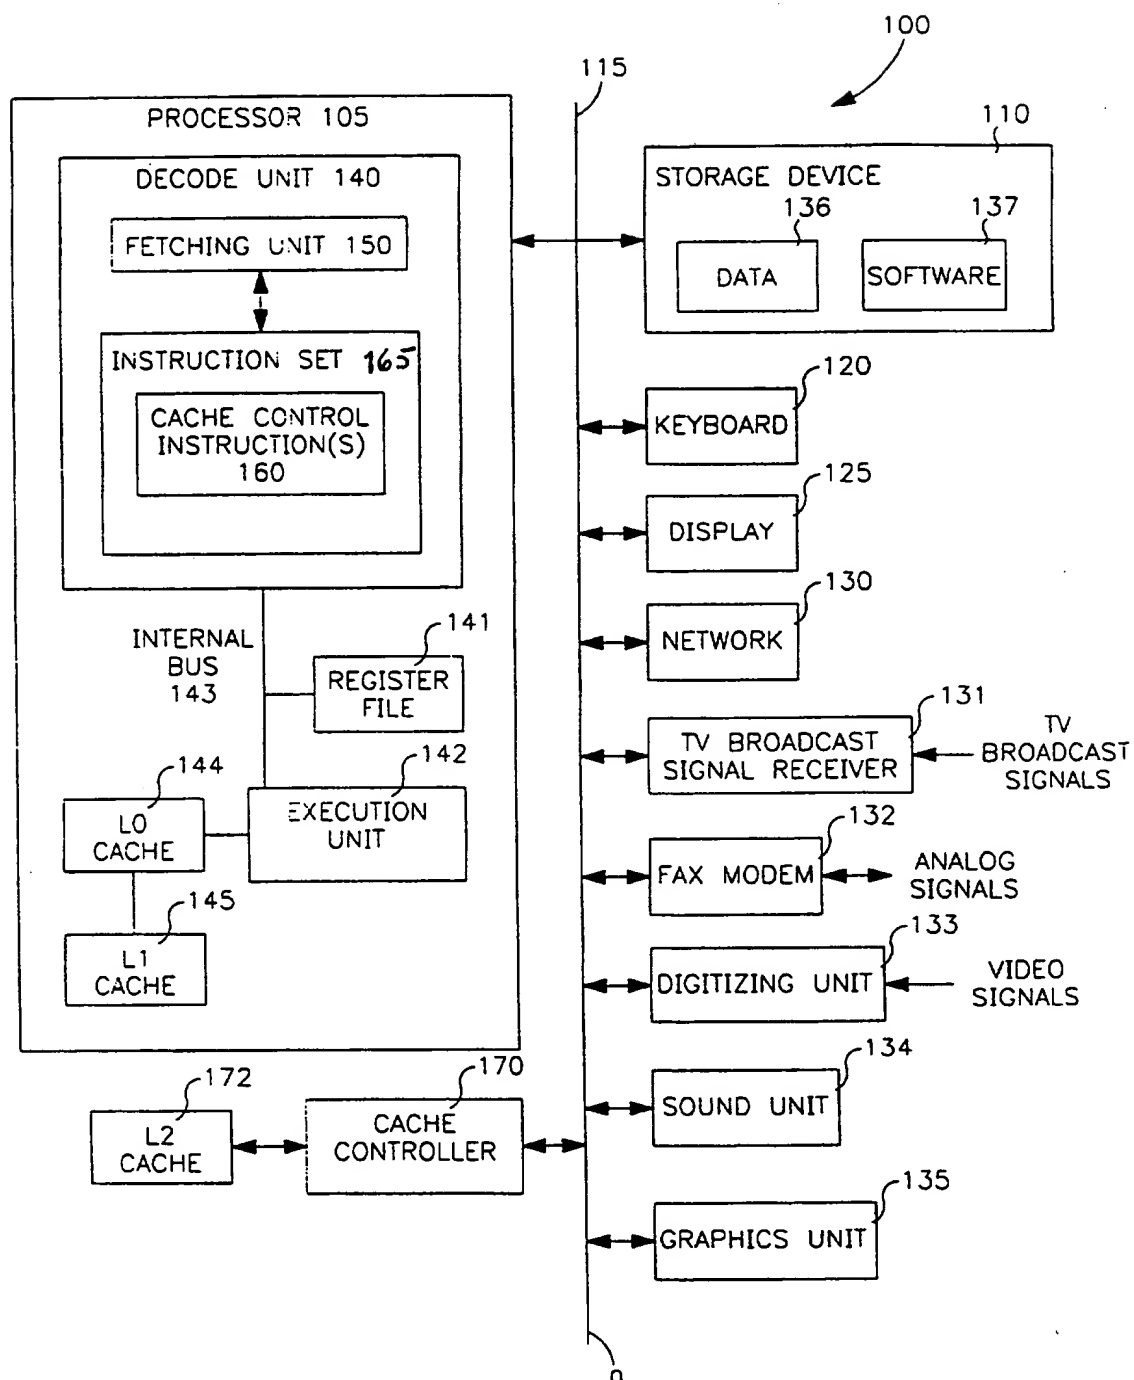 100
115
PROCESSOR 105
110
DECODE UNIT 140
STORAGE DEVICE
136
137
FETCHING UNIT 150
DATA
SOFTWARE
INSTRUCTION SET 165
CACHE CONTROL
INSTRUCTION(S)
160
120
KEYBOARD
125
DISPLAY
130
NETWORK
INTERNAL
BUS
143
141
REGISTER
FILE
131
TV BROADCAST
SIGNAL RECEIVER
TV
BROADCAST
SIGNALS
144
142
L0
CACHE
EXECUTION
UNIT
132
FAX MODEM
ANALOG
SIGNALS
145
L1
CACHE
133
DIGITIZING UNIT
VIDEO
SIGNALS
134
SOUND UNIT
172
170
L2
CACHE
CACHE
CONTROLLER
135
GRAPHICS UNIT